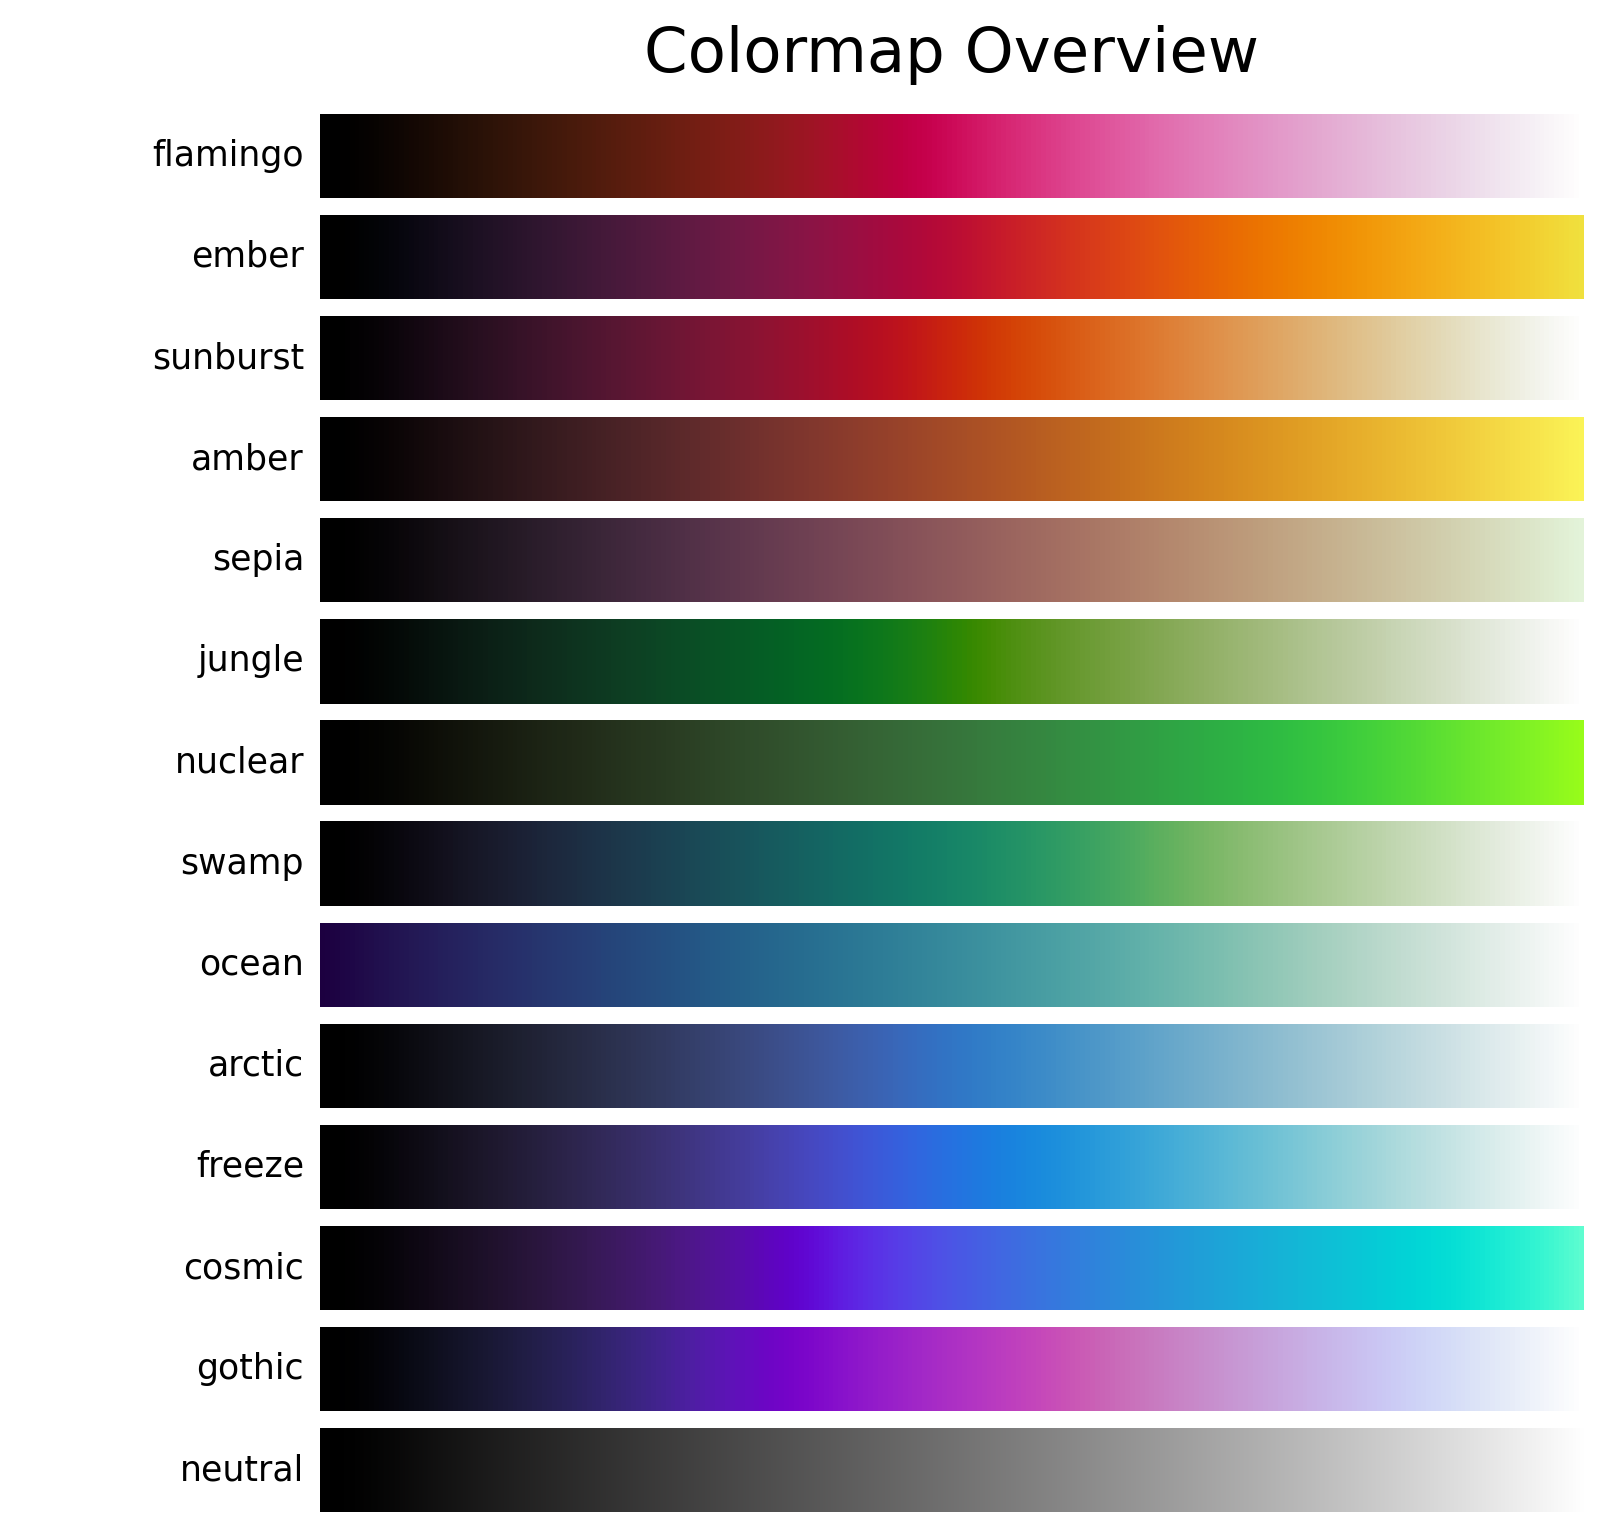 Colormap Overview
flamingo
ember
sunburst
amber
sepia
jungle
nuclear
swamp
ocean
arctic
freeze
cosmic
gothic
neutral